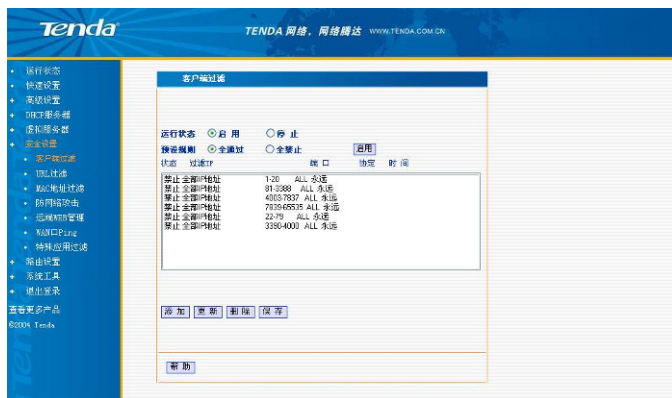 Tenda
TENDA 网络，网络腾达 WWW.TENDA.COM.CN
运行状态
快速设置
高级设置
DHCP服务器
虚拟服务器
安全设置
客户端过滤
URL过滤
MAC地址过滤
防网络攻击
远端WEB管理
WAN口Ping
特殊应用过滤
路由设置
系统工具
退出登录
查看更多产品
©2004 Tenda
客户端过滤
运行状态 启 用 停 止
预设规则 全通过 全禁止 启用
状态 过滤IP 端 口 协定 时 间
禁止 全部IP地址 1-20 ALL 永远
禁止 全部IP地址 81-3388 ALL 永远
禁止 全部IP地址 4003-7837 ALL 永远
禁止 全部IP地址 7839-65535 ALL 永远
禁止 全部IP地址 22-79 ALL 永远
禁止 全部IP地址 3390-4000 ALL 永远
添 加 更 新 删 除 保 存
帮 助
Tenda